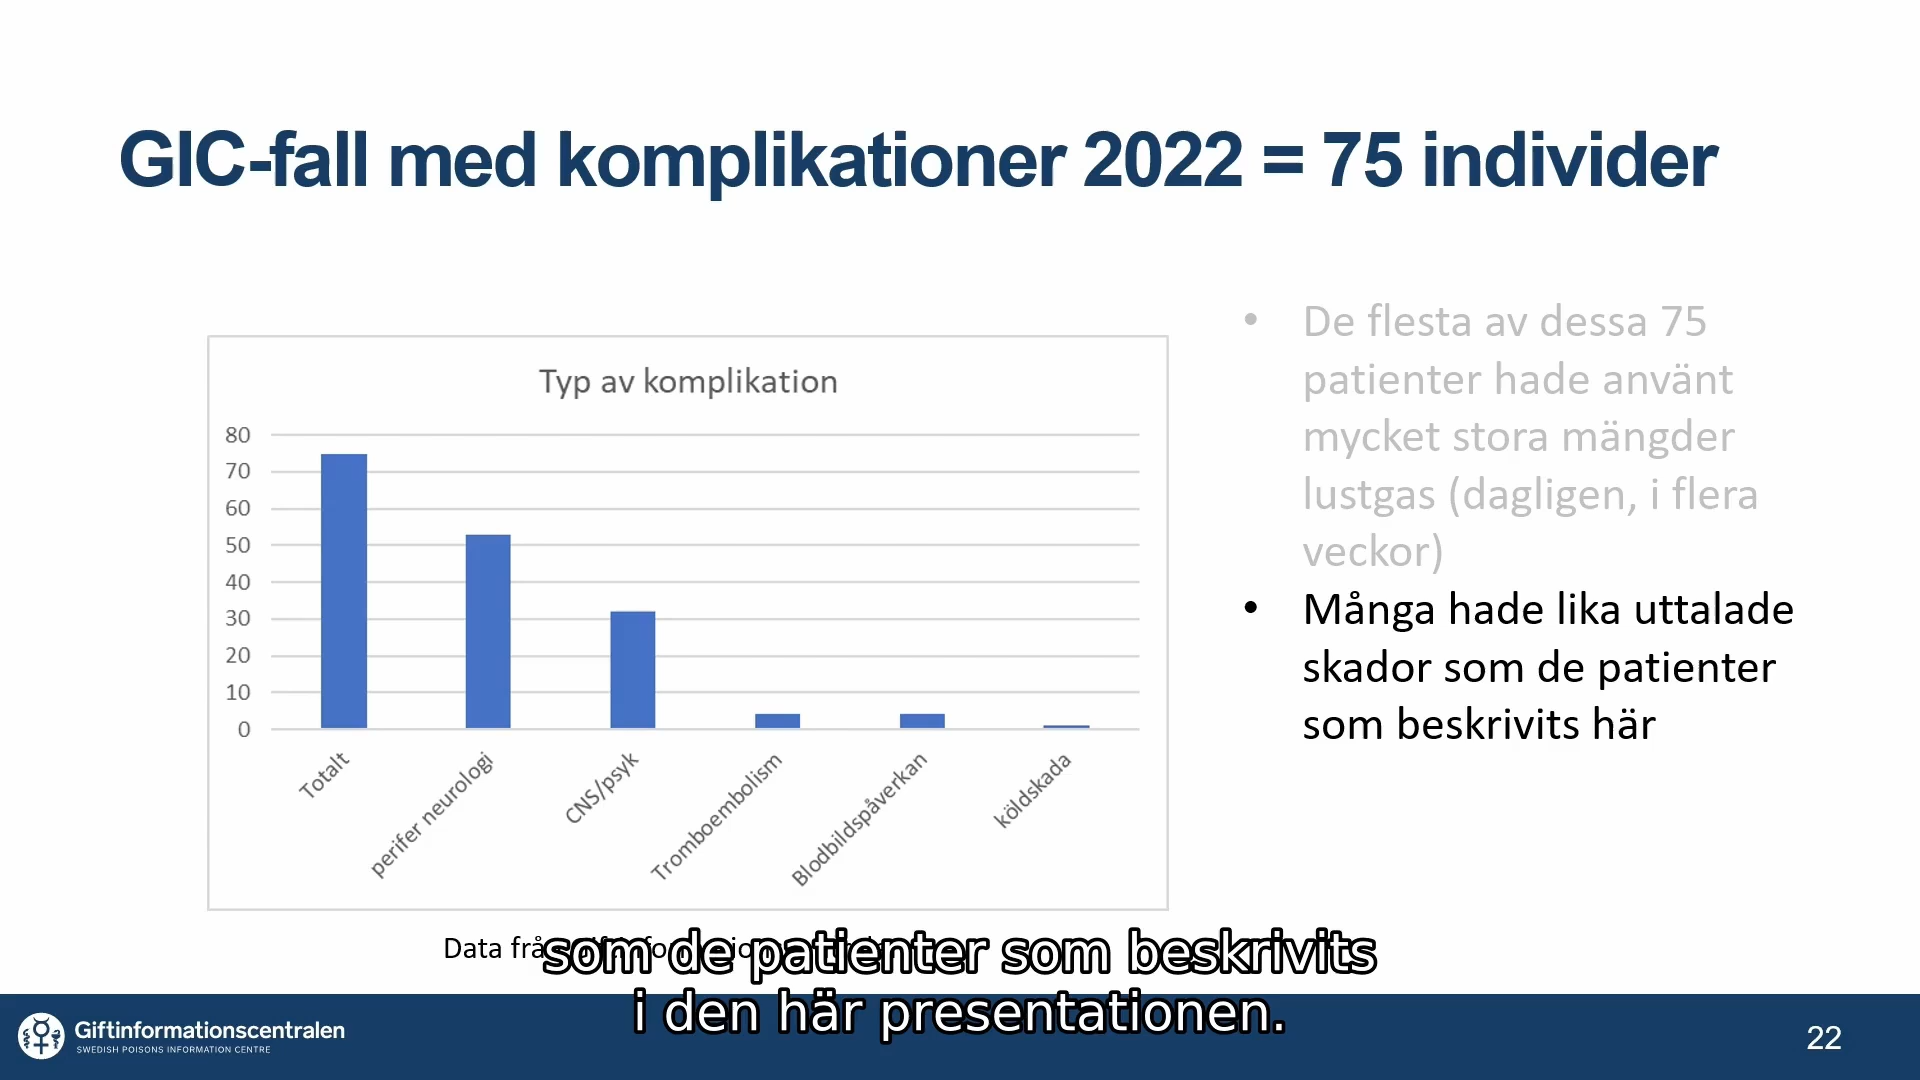 GIC-fall med komplikationer 2022 = 75 individer
Typ av komplikation
80
70
60
50
40
30
20
10
0
Totalt
perifer neurologi
CNS/psyk
Tromboembolism
Blodbildspåverkan
köldskada
• De flesta av dessa 75
patienter hade använt
mycket stora mängder
lustgas (dagligen, i flera
veckor)
• Många hade lika uttalade
skador som de patienter
som beskrivits här
Data
som de patienter som beskrivits
i den här presentationen.
Giftinformationscentralen
SWEDISH POISONS INFORMATION CENTRE
22